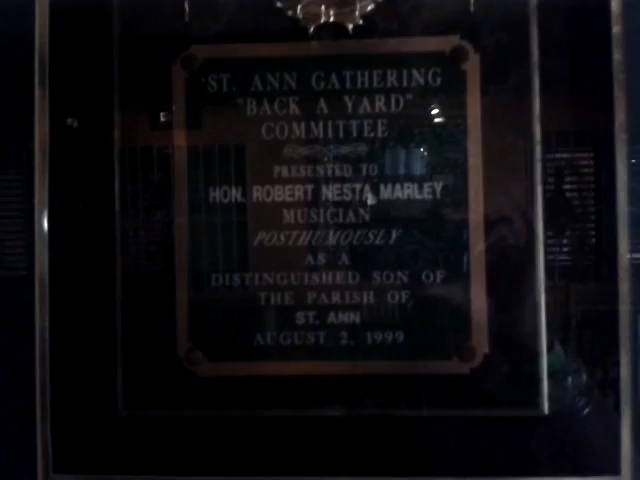 ST. ANN GATHERING
"BACK A YARD"
COMMITTEE
PRESENTED TO
HON. ROBERT NESTA MARLEY
MUSICIAN
POSTHUMOUSLY
AS A
DISTINGUISHED SON OF
THE PARISH OF
ST. ANN
AUGUST 2, 1999